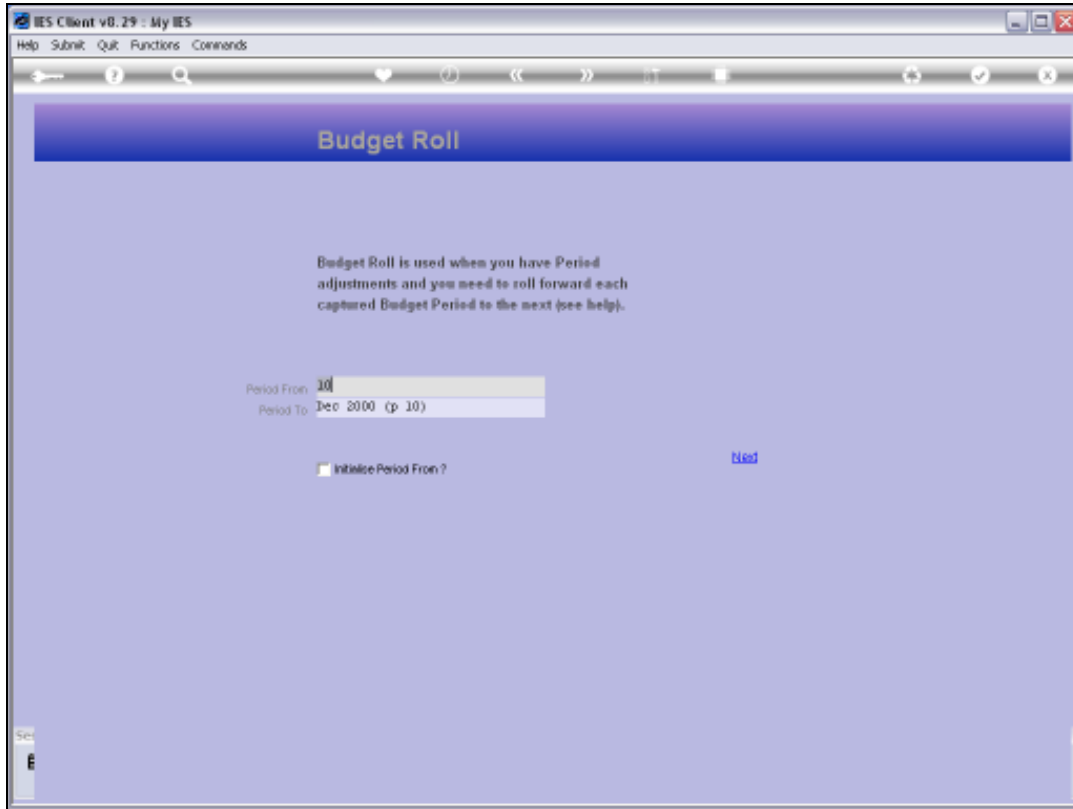 IES Client v8.29 : My IES
Help Submit Quit Functions Commands
Budget Roll
Budget Roll is used when you have Period
adjustments and you need to roll forward each
captured Budget Period to the next (see help).
Period From 10
Period To Dec 2000 (p 10)
Initialise Period From ?
Next